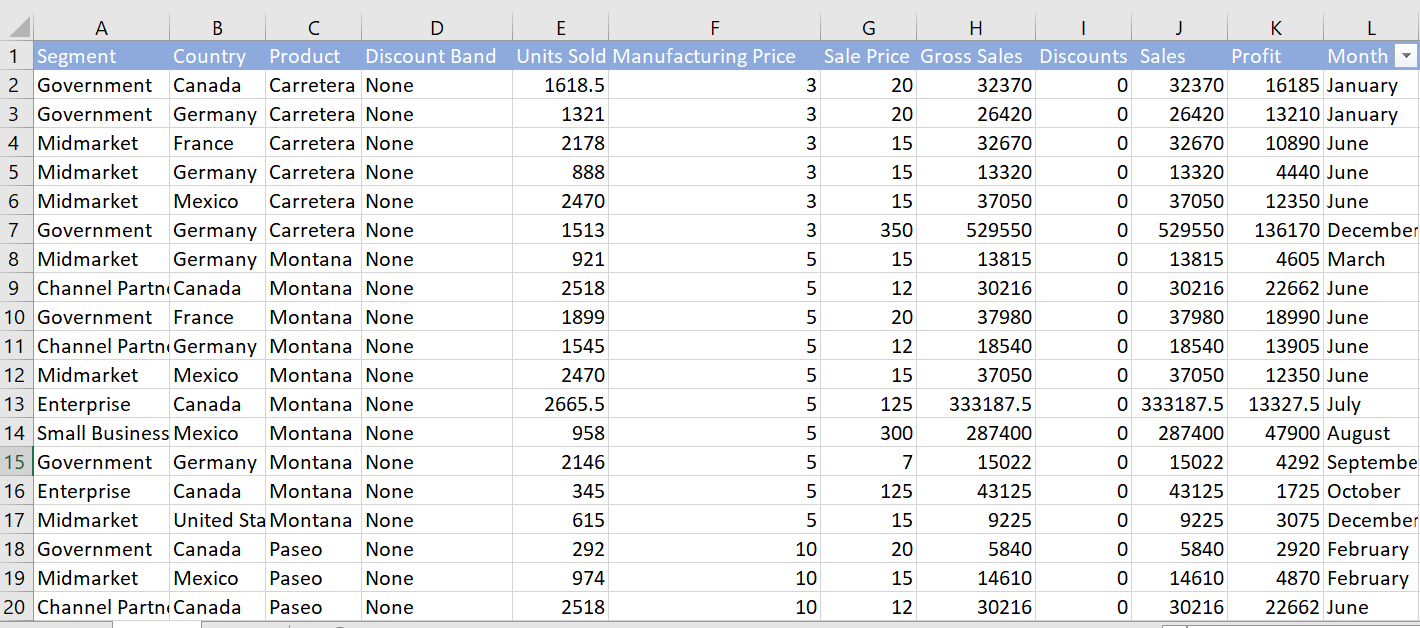 A B C D E F G H I J K L
1 Segment Country Product Discount Band Units Sold Manufacturing Price Sale Price Gross Sales Discounts Sales Profit Month
2 Government Canada Carretera None 1618.5 3 20 32370 0 32370 16185 January
3 Government Germany Carretera None 1321 3 20 26420 0 26420 13210 January
4 Midmarket France Carretera None 2178 3 15 32670 0 32670 10890 June
5 Midmarket Germany Carretera None 888 3 15 13320 0 13320 4440 June
6 Midmarket Mexico Carretera None 2470 3 15 37050 0 37050 12350 June
7 Government Germany Carretera None 1513 3 350 529550 0 529550 136170 December
8 Midmarket Germany Montana None 921 5 15 13815 0 13815 4605 March
9 Channel Partn Canada Montana None 2518 5 12 30216 0 30216 22662 June
10 Government France Montana None 1899 5 20 37980 0 37980 18990 June
11 Channel Partn Germany Montana None 1545 5 12 18540 0 18540 13905 June
12 Midmarket Mexico Montana None 2470 5 15 37050 0 37050 12350 June
13 Enterprise Canada Montana None 2665.5 5 125 333187.5 0 333187.5 13327.5 July
14 Small Business Mexico Montana None 958 5 300 287400 0 287400 47900 August
15 Government Germany Montana None 2146 5 7 15022 0 15022 4292 Septembe
16 Enterprise Canada Montana None 345 5 125 43125 0 43125 1725 October
17 Midmarket United Sta Montana None 615 5 15 9225 0 9225 3075 December
18 Government Canada Paseo None 292 10 20 5840 0 5840 2920 February
19 Midmarket Mexico Paseo None 974 10 15 14610 0 14610 4870 February
20 Channel Partn Canada Paseo None 2518 10 12 30216 0 30216 22662 June